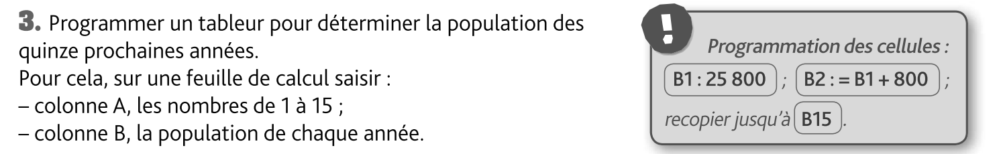 3. Programmer un tableur pour déterminer la population des
quinze prochaines années.
Pour cela, sur une feuille de calcul saisir :
– colonne A, les nombres de 1 à 15 ;
– colonne B, la population de chaque année.
!
Programmation des cellules :
B1 : 25 800 ; B2 : = B1 + 800 ;
recopier jusqu'à B15 .